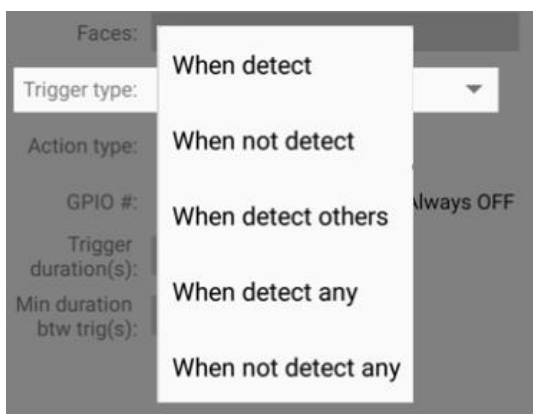 Faces:
When detect
Trigger type:
Action type:
When not detect
GPIO #:
When detect others
Always OFF
Trigger
duration(s):
When detect any
Min duration
btw trig(s):
When not detect any